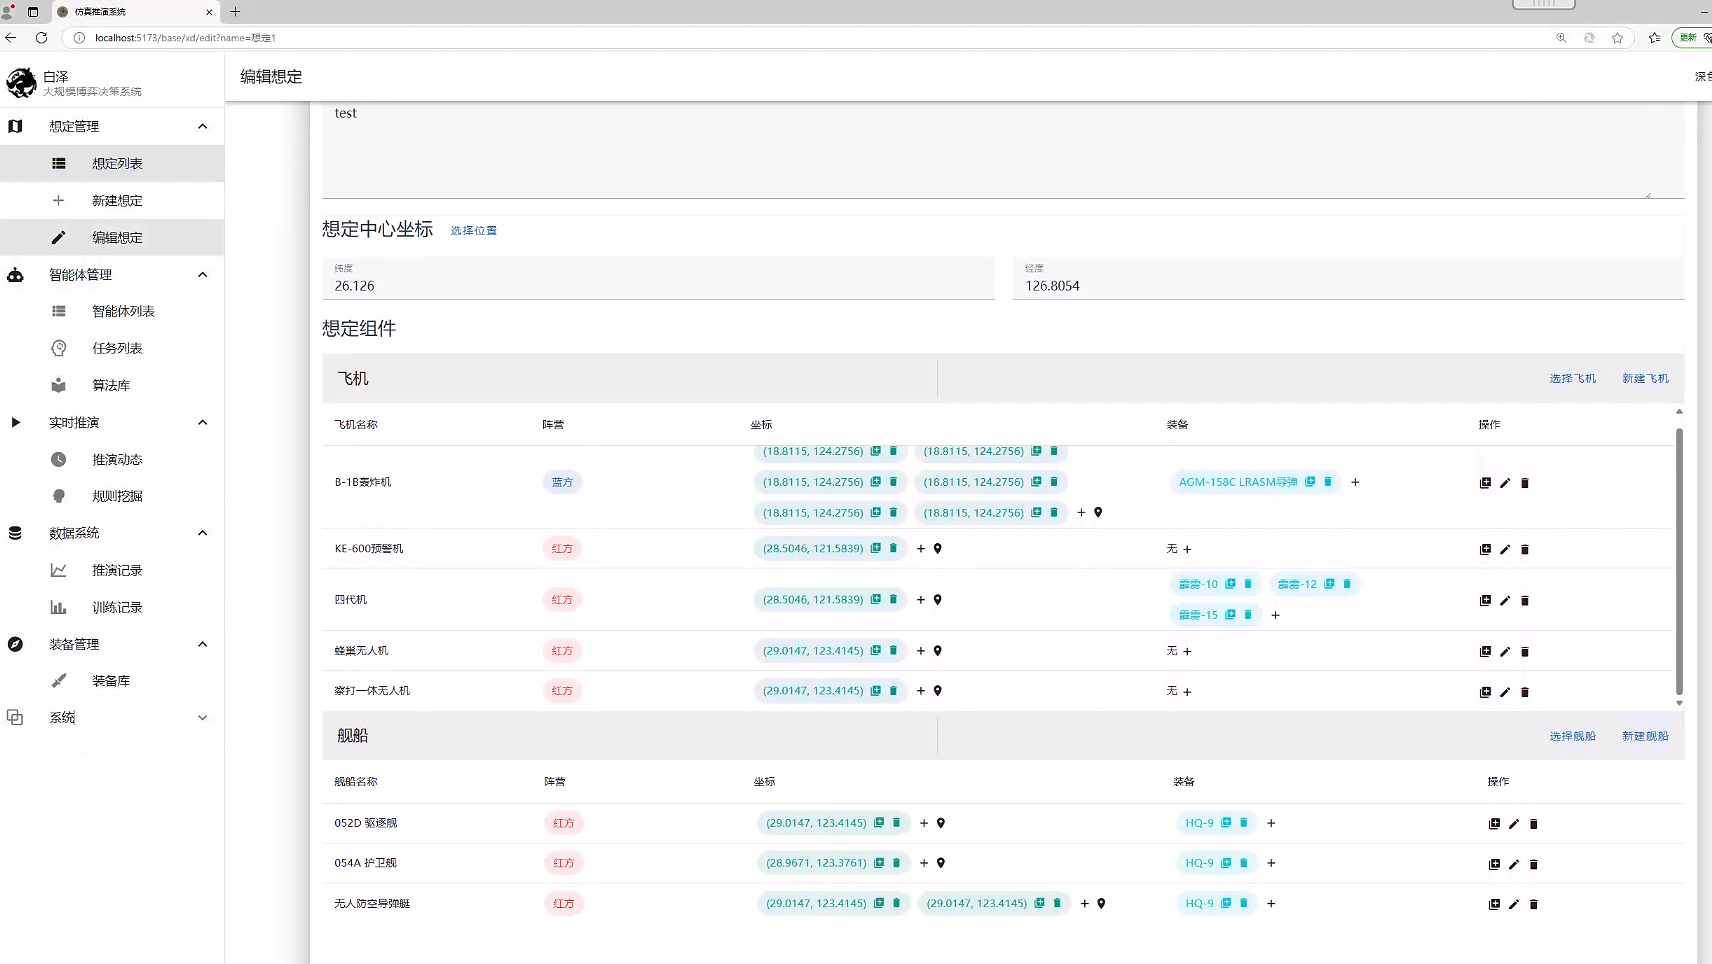 仿真推演系统
localhost:5173/base/xd/edit?name=想定1
更新
白泽
大规模博弈决策系统
编辑想定
深色
想定管理
想定列表
新建想定
编辑想定
智能体管理
智能体列表
任务列表
算法库
实时推演
推演动态
规则挖掘
数据系统
推演记录
训练记录
装备管理
装备库
系统
test
想定中心坐标 选择位置
纬度
26.126
经度
126.8054
想定组件
飞机 选择飞机 新建飞机
飞机名称 阵营 坐标 装备 操作
(18.8115, 124.2756) (18.8115, 124.2756)
B-1B轰炸机 蓝方 (18.8115, 124.2756) (18.8115, 124.2756) AGM-158C LRASM导弹 +
(18.8115, 124.2756) (18.8115, 124.2756) +
KE-600预警机 红方 (28.5046, 121.5839) + 无 +
霹雳-10 霹雳-12
四代机 红方 (28.5046, 121.5839) +
霹雳-15 +
蜂巢无人机 红方 (29.0147, 123.4145) + 无 +
察打一体无人机 红方 (29.0147, 123.4145) + 无 +
舰船 选择舰船 新建舰船
舰船名称 阵营 坐标 装备 操作
052D 驱逐舰 红方 (29.0147, 123.4145) + HQ-9 +
054A 护卫舰 红方 (28.9671, 123.3761) + HQ-9 +
无人防空导弹艇 红方 (29.0147, 123.4145) (29.0147, 123.4145) + HQ-9 +